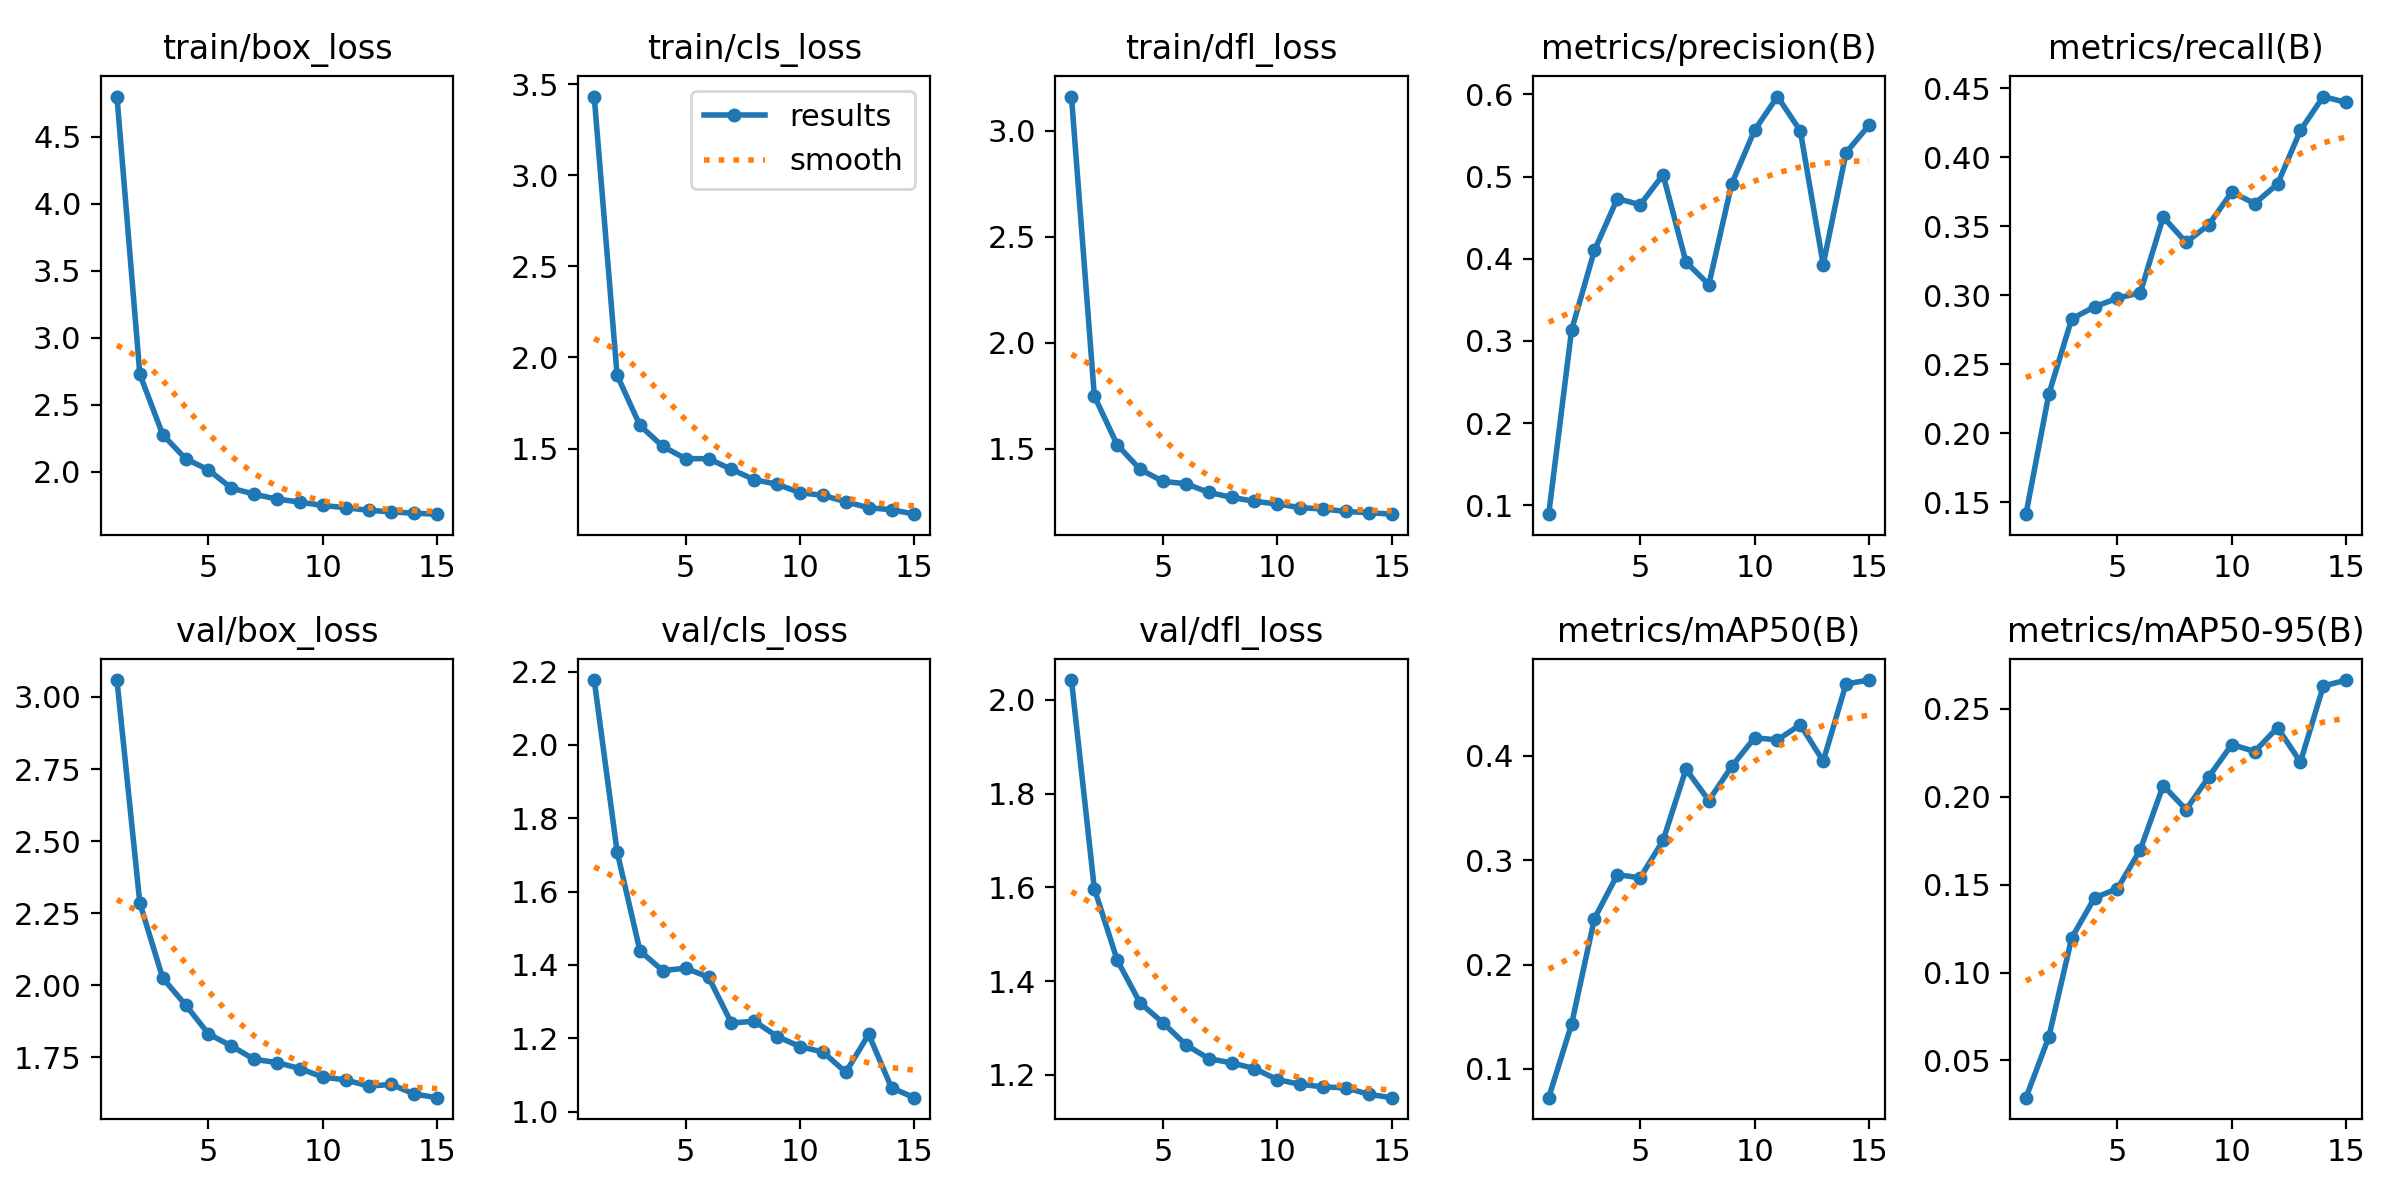 train/box_loss
4.5
4.0
3.5
3.0
2.5
2.0
5 10 15
train/cls_loss
results
smooth
3.5
3.0
2.5
2.0
1.5
5 10 15
train/dfl_loss
3.0
2.5
2.0
1.5
5 10 15
metrics/precision(B)
0.6
0.5
0.4
0.3
0.2
0.1
5 10 15
metrics/recall(B)
0.45
0.40
0.35
0.30
0.25
0.20
0.15
5 10 15
val/box_loss
3.00
2.75
2.50
2.25
2.00
1.75
5 10 15
val/cls_loss
2.2
2.0
1.8
1.6
1.4
1.2
1.0
5 10 15
val/dfl_loss
2.0
1.8
1.6
1.4
1.2
5 10 15
metrics/mAP50(B)
0.4
0.3
0.2
0.1
5 10 15
metrics/mAP50-95(B)
0.25
0.20
0.15
0.10
0.05
5 10 15